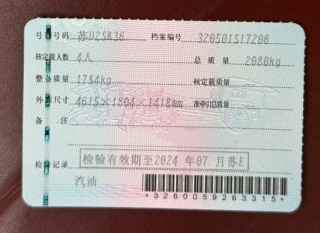 号牌号码 苏U2SK36 档案编号 320501517206
核定载人数 4人 总质量 2080Kg
整备质量 1754Kg 核定载质量
外廓尺寸 4615×1804×1418mm 准牵引总质量
备注
检验记录 检验有效期至2024 年07 月苏E
汽油
*3260059263315*